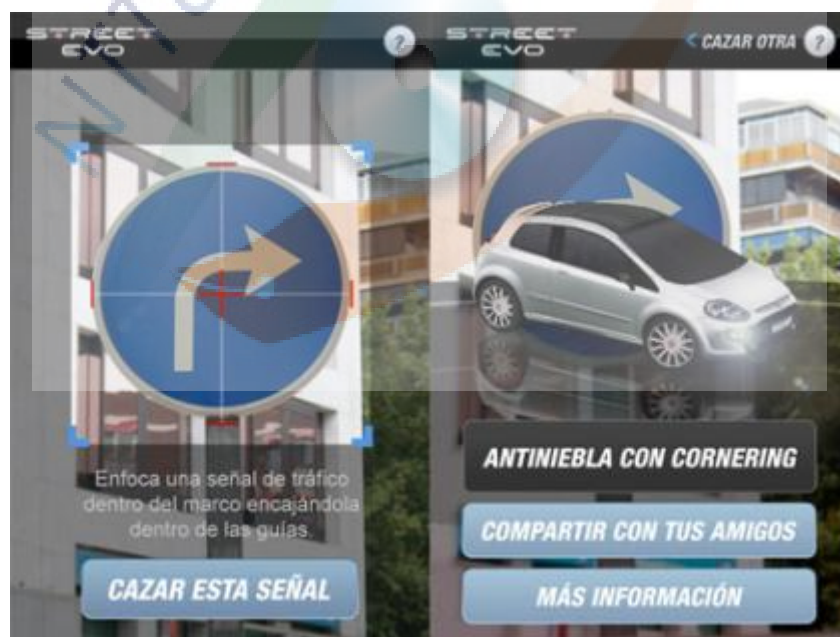 STREET
EVO
?
Enfoca una señal de tráfico
dentro del marco encajándola
dentro de las guías.
CAZAR ESTA SEÑAL
STREET
EVO
< CAZAR OTRA
?
ANTINIEBLA CON CORNERING
COMPARTIR CON TUS AMIGOS
MÁS INFORMACIÓN